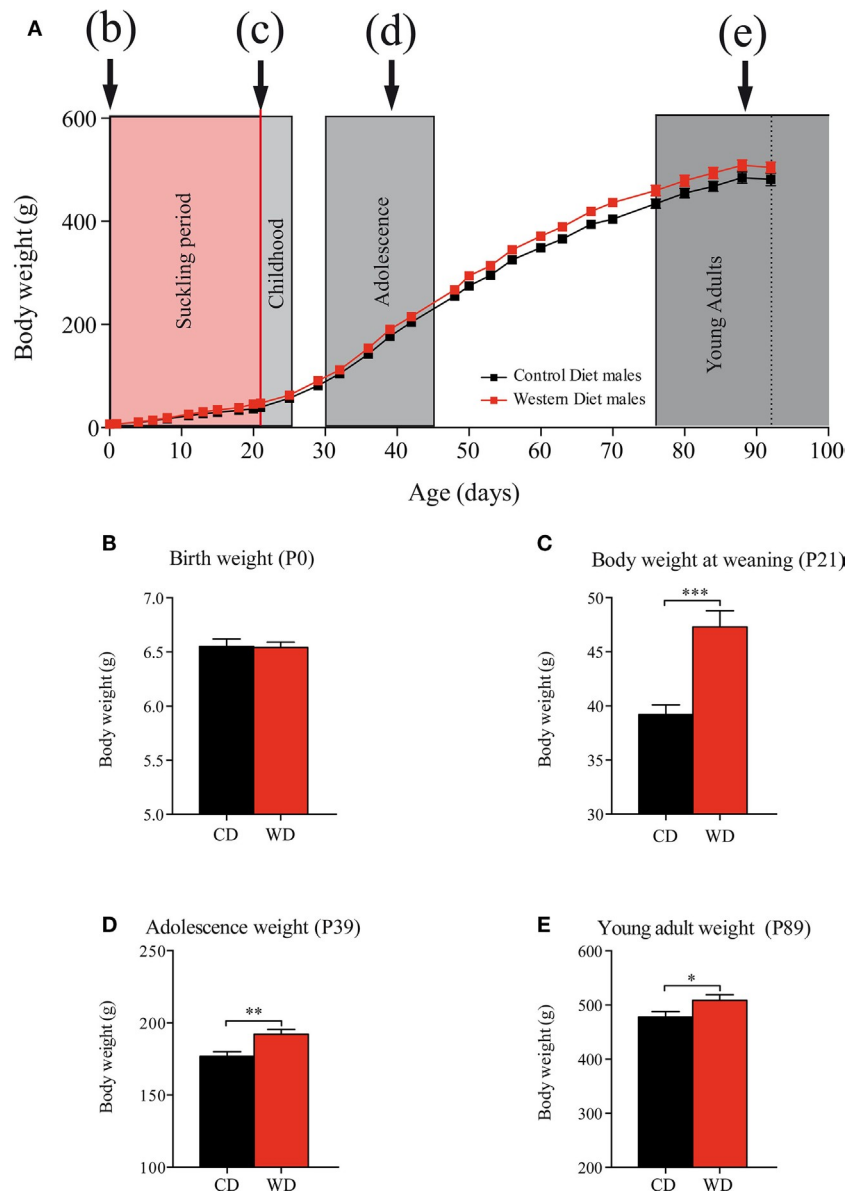 A
(b) (c) (d) (e)
600
400
200
0
Body weight (g)
Suckling period
Childhood
Adolescence
Young Adults
Control Diet males
Western Diet males
0 10 20 30 40 50 60 70 80 90 100
Age (days)
B
Birth weight (P0)
7.0
6.5
6.0
5.5
5.0
Body weight (g)
CD WD
C
Body weight at weaning (P21)
50
45
40
35
30
Body weight (g)
***
CD WD
D
Adolescence weight (P39)
250
200
150
100
Body weight (g)
**
CD WD
E
Young adult weight (P89)
600
500
400
300
200
Body weight (g)
*
CD WD